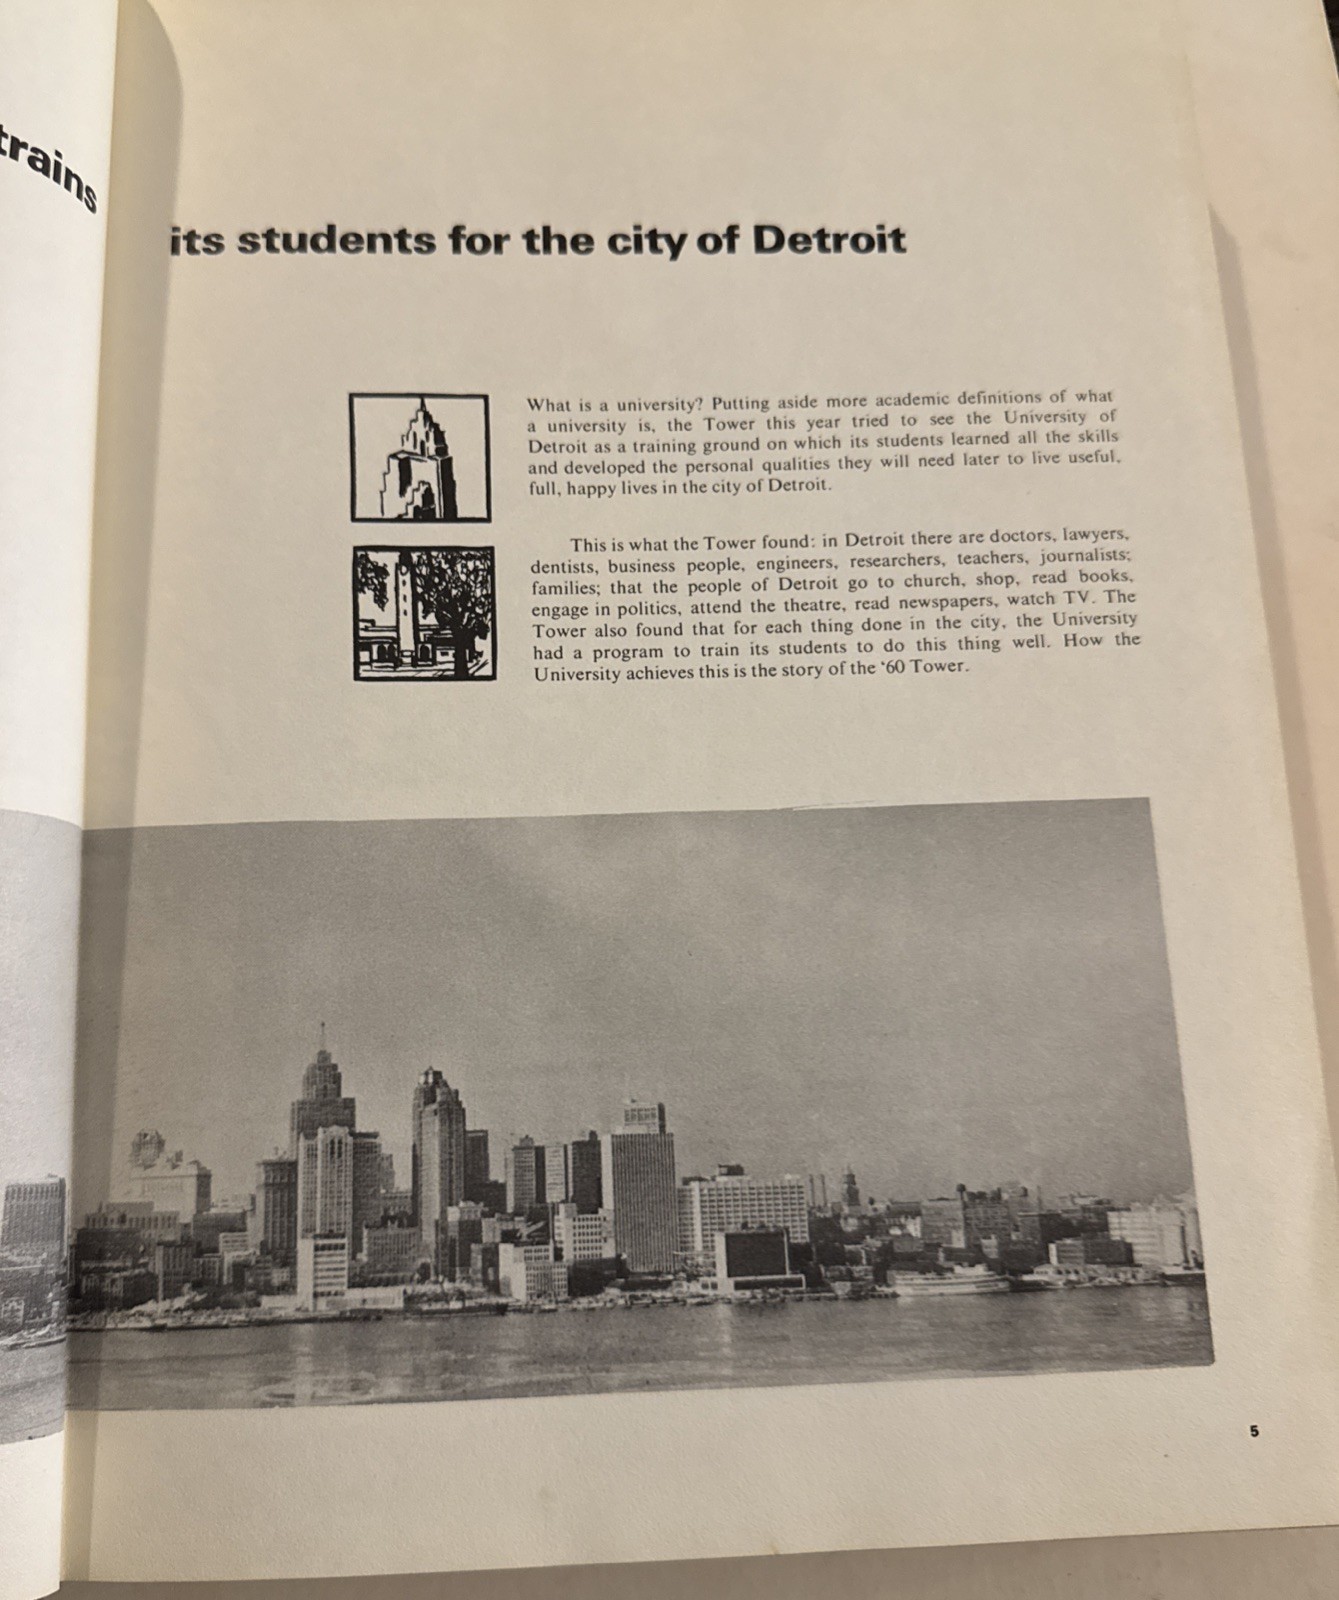 trains
its students for the city of Detroit
What is a university? Putting aside more academic definitions of what
a university is, the Tower this year tried to see the University of
Detroit as a training ground on which its students learned all the skills
and developed the personal qualities they will need later to live useful,
full, happy lives in the city of Detroit.
This is what the Tower found: in Detroit there are doctors, lawyers,
dentists, business people, engineers, researchers, teachers, journalists;
families; that the people of Detroit go to church, shop, read books,
engage in politics, attend the theatre, read newspapers, watch TV. The
Tower also found that for each thing done in the city, the University
had a program to train its students to do this thing well. How the
University achieves this is the story of the '60 Tower.
5